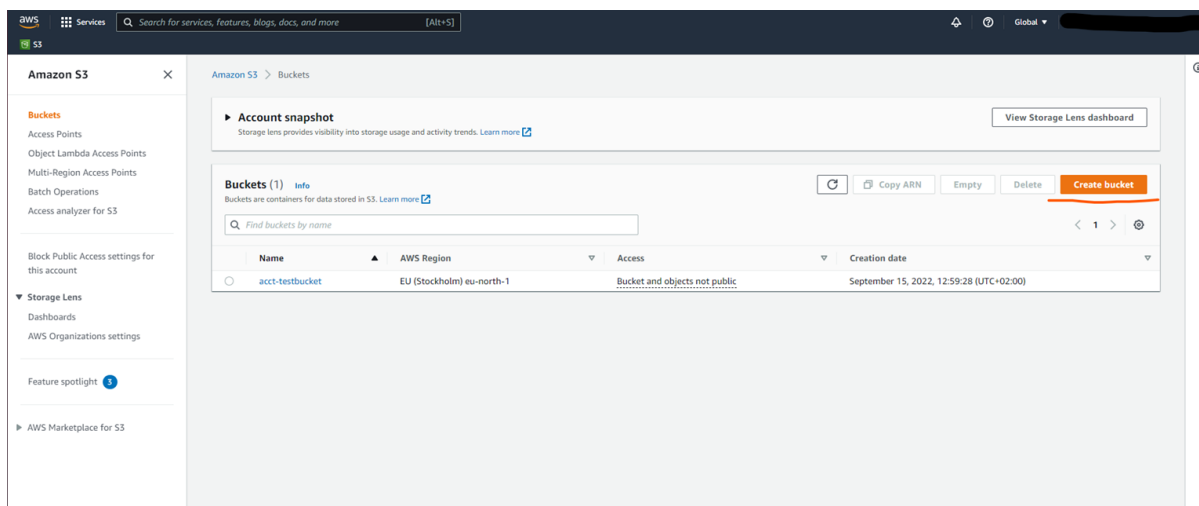 aws
Services
Search for services, features, blogs, docs, and more
[Alt+S]
Global
S3
Amazon S3
Buckets
Access Points
Object Lambda Access Points
Multi-Region Access Points
Batch Operations
Access analyzer for S3
Block Public Access settings for
this account
Storage Lens
Dashboards
AWS Organizations settings
Feature spotlight 3
AWS Marketplace for S3
Amazon S3 > Buckets
Account snapshot
Storage lens provides visibility into storage usage and activity trends. Learn more
View Storage Lens dashboard
Buckets (1) Info
Buckets are containers for data stored in S3. Learn more
Copy ARN
Empty
Delete
Create bucket
Find buckets by name
< 1 >
Name AWS Region Access Creation date
acct-testbucket EU (Stockholm) eu-north-1 Bucket and objects not public September 15, 2022, 12:59:28 (UTC+02:00)